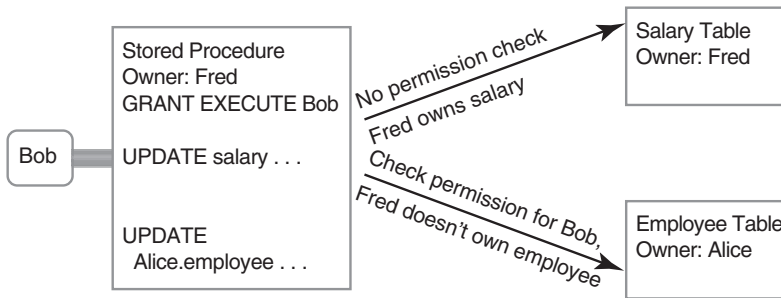 Bob
Stored Procedure
Owner: Fred
GRANT EXECUTE Bob
UPDATE salary . . .
UPDATE
Alice.employee . . .
No permission check
Fred owns salary
Check permission for Bob,
Fred doesn't own employee
Salary Table
Owner: Fred
Employee Table
Owner: Alice